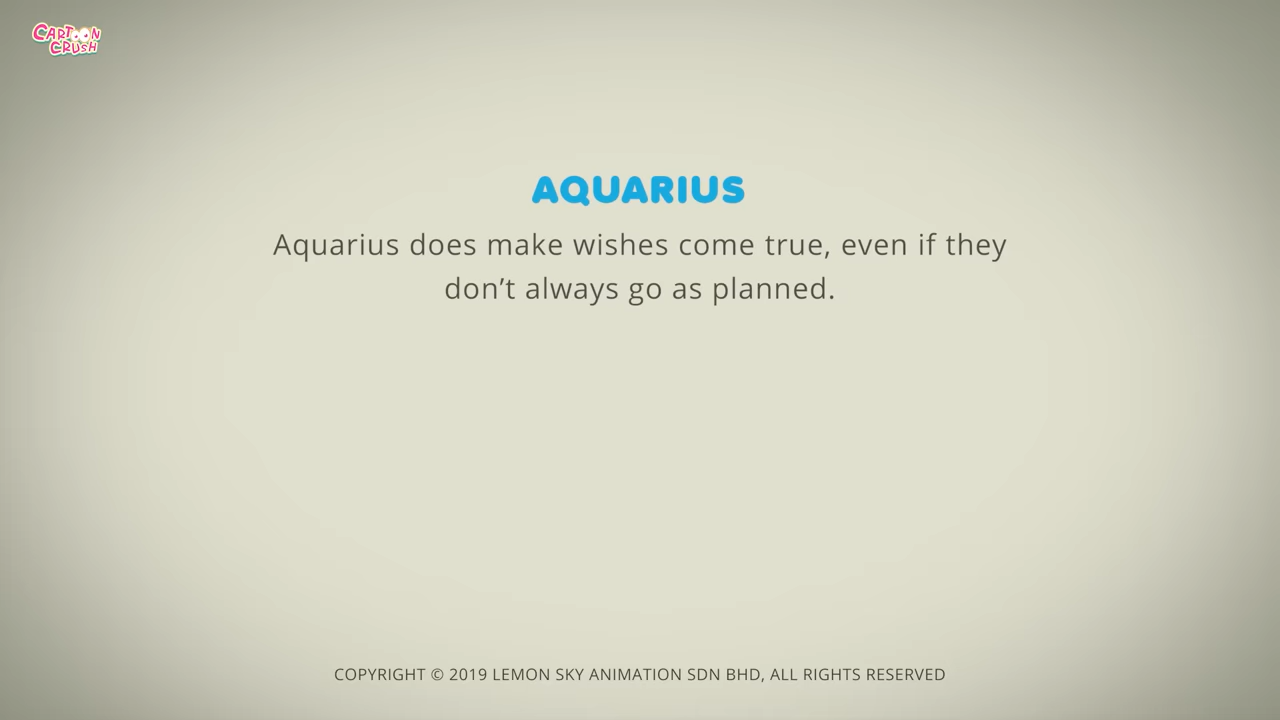 CARTOON
CRUSH
AQUARIUS
Aquarius does make wishes come true, even if they
don’t always go as planned.
COPYRIGHT © 2019 LEMON SKY ANIMATION SDN BHD, ALL RIGHTS RESERVED